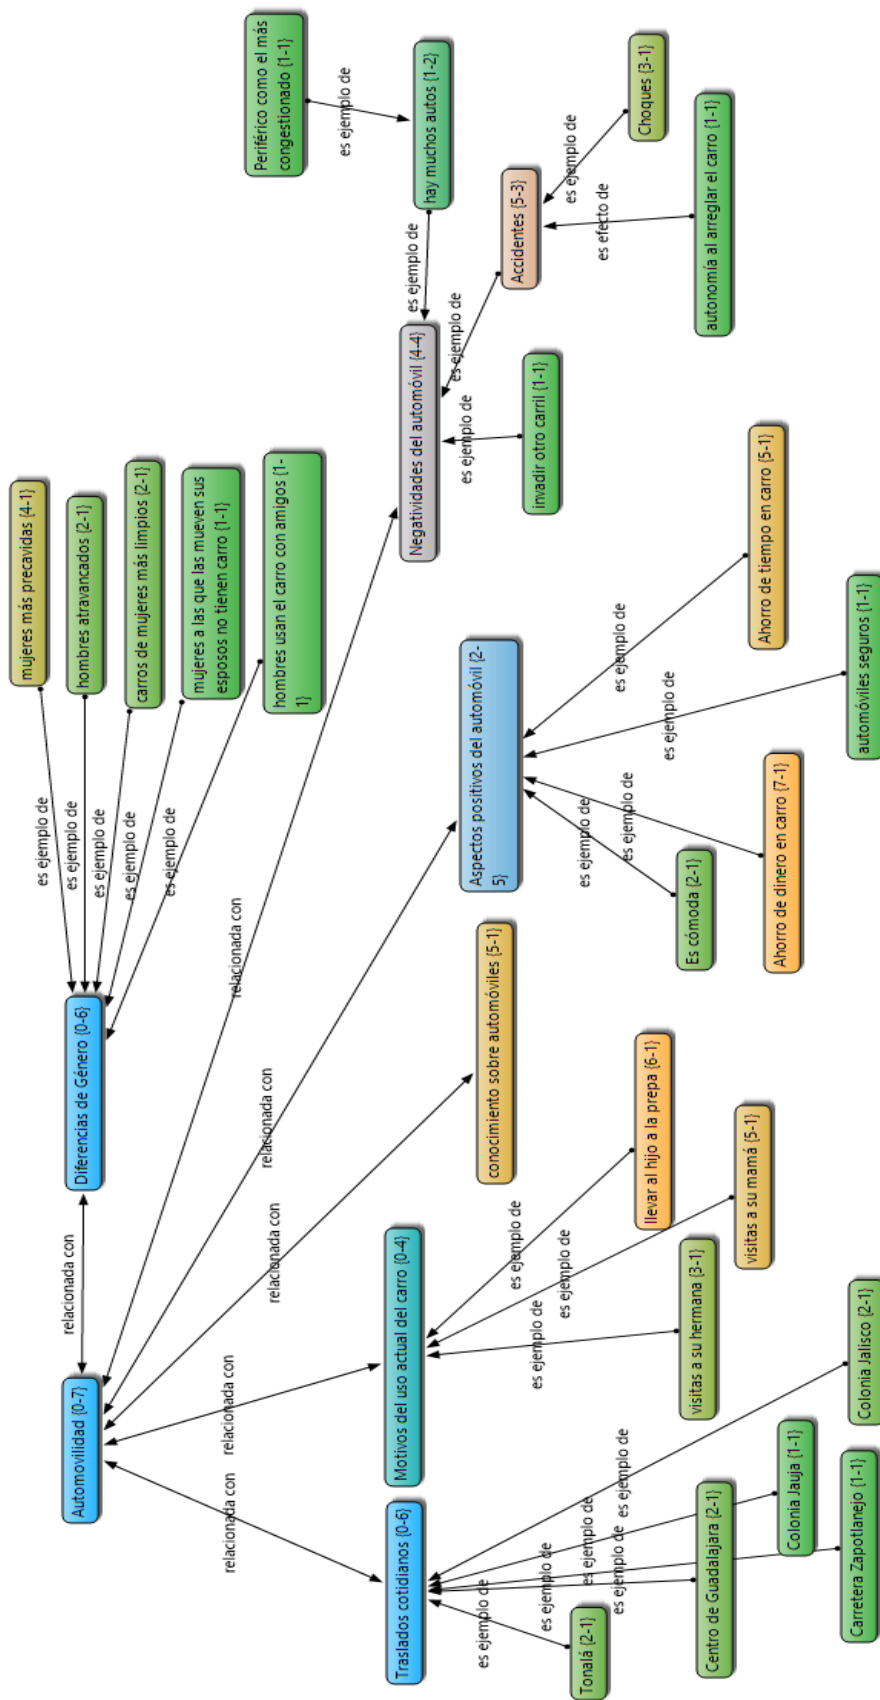 Automovilidad {0-7}
relacionada con
Diferencias de Género {0-6}
es ejemplo de
mujeres más precavidas {4-1}
es ejemplo de
hombres atravancados {2-1}
es ejemplo de
carros de mujeres más limpios {2-1}
es ejemplo de
mujeres a las que las mueven sus
esposos no tienen carro {1-1}
es ejemplo de
hombres usan el carro con amigos {1-
1}
relacionada con
relacionada con
relacionada con
relacionada con
relacionada con
Traslados cotidianos {0-6}
Motivos del uso actual del carro {0-4}
conocimiento sobre automóviles {5-1}
Aspectos positivos del automóvil {2-
5}
Negatividades del automóvil {4-4}
es ejemplo de
hay muchos autos {1-2}
es ejemplo de
Periférico como el más
congestionado {1-1}
es ejemplo de
Accidentes {5-3}
es ejemplo de
Choques {3-1}
es efecto de
autonomía al arreglar el carro {1-1}
es ejemplo de
invadir otro carril {1-1}
es ejemplo de
es ejemplo de
es ejemplo de
es ejemplo de
Es cómoda {2-1}
Ahorro de dinero en carro {7-1}
automóviles seguros {1-1}
Ahorro de tiempo en carro {5-1}
es ejemplo de
es ejemplo de
es ejemplo de
visitas a su hermana {3-1}
visitas a su mamá {5-1}
llevar al hijo a la prepa {6-1}
es ejemplo de
es ejemplo de
es ejemplo de
es ejemplo de
es ejemplo de
Tonalá {2-1}
Centro de Guadalajara {2-1}
Carretera Zapotlanejo {1-1}
Colonia Jauja {1-1}
Colonia Jalisco {2-1}